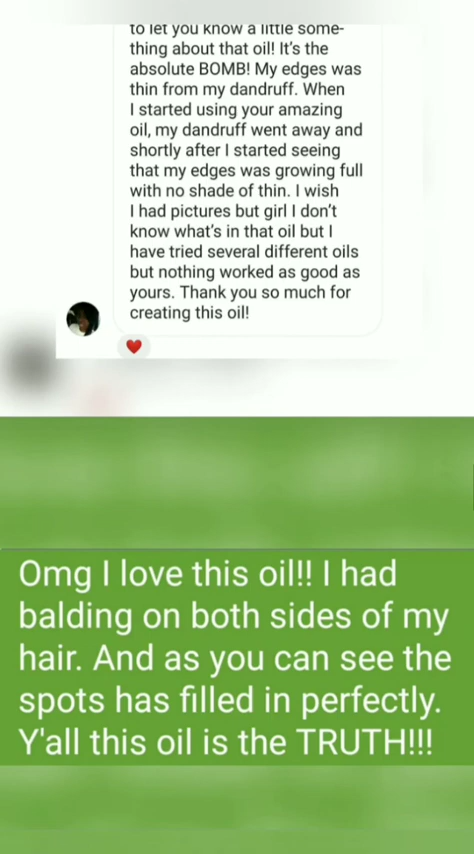 to let you know a little some-
thing about that oil! It's the
absolute BOMB! My edges was
thin from my dandruff. When
I started using your amazing
oil, my dandruff went away and
shortly after I started seeing
that my edges was growing full
with no shade of thin. I wish
I had pictures but girl I don't
know what's in that oil but I
have tried several different oils
but nothing worked as good as
yours. Thank you so much for
creating this oil!
Omg I love this oil!! I had
balding on both sides of my
hair. And as you can see the
spots has filled in perfectly.
Y'all this oil is the TRUTH!!!